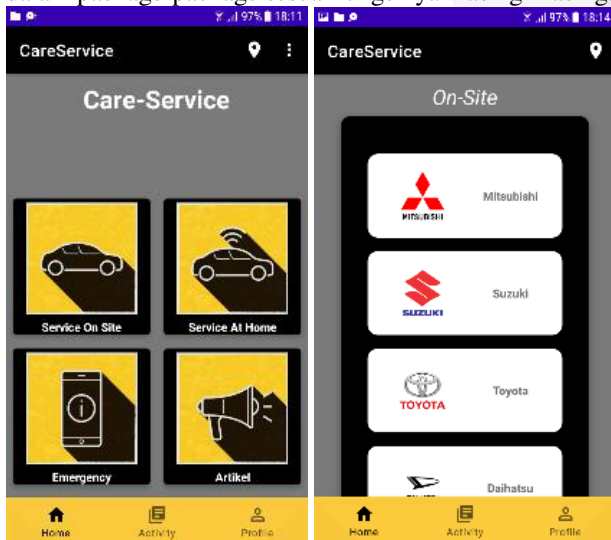 97% 18:11
CareService
Care-Service
Service On Site
Service At Home
Emergency
Artikel
Home
Activity
Profile
97% 18:14
CareService
On-Site
MITSUBISHI
Mitsubishi
SUZUKI
Suzuki
TOYOTA
Toyota
Daihatsu
Home
Activity
Profile